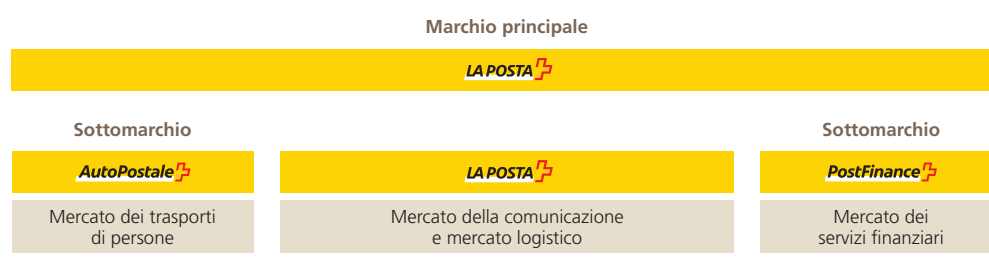 Marchio principale
LA POSTA
Sottomarchio
Sottomarchio
AutoPostale
LA POSTA
PostFinance
Mercato dei trasporti
di persone
Mercato della comunicazione
e mercato logistico
Mercato dei
servizi finanziari